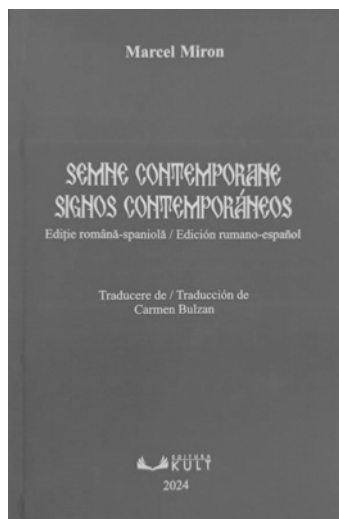 Marcel Miron
SEMNE CONTEMPORANE
SIGNOS CONTEMPORÁNEOS
Ediție română-spaniolă / Edición rumano-español
Traducere de / Traducción de
Carmen Bulzan
EDITURA
KULT
2024